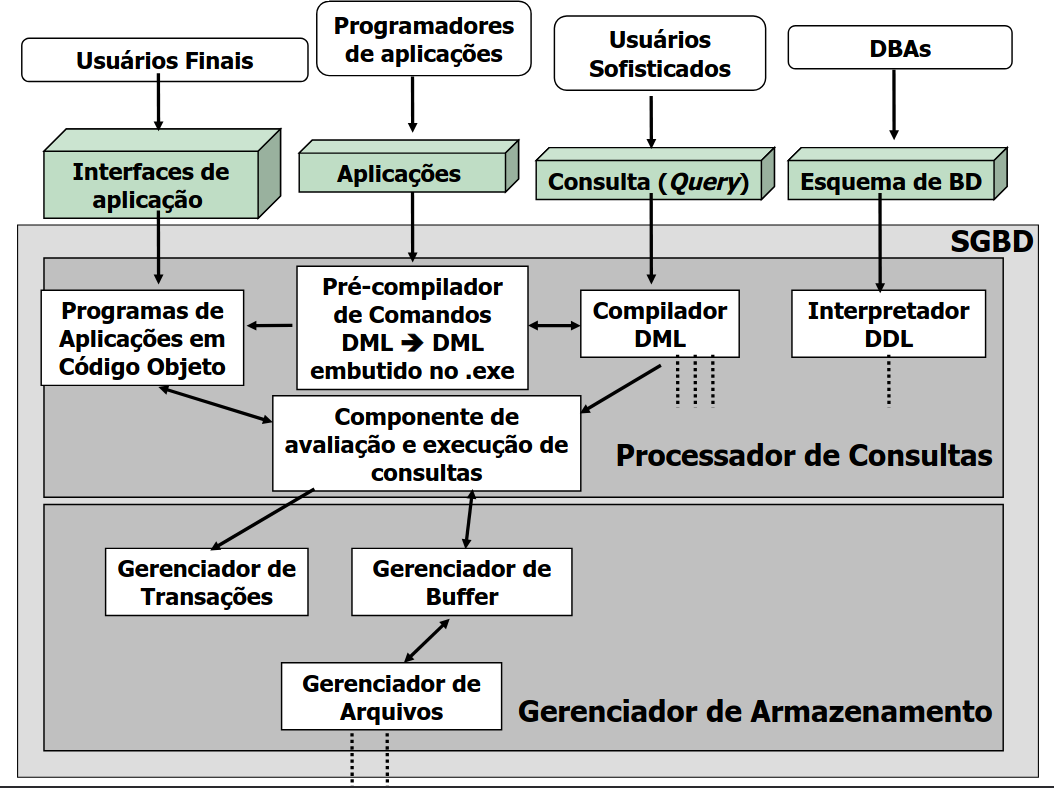 Usuários Finais
Programadores
de aplicações
Usuários
Sofisticados
DBAs
Interfaces de
aplicação
Aplicações
Consulta (Query)
Esquema de BD
SGBD
Programas de
Aplicações em
Código Objeto
Pré-compilador
de Comandos
DML ➔ DML
embutido no .exe
Compilador
DML
Interpretador
DDL
Componente de
avaliação e execução de
consultas
Processador de Consultas
Gerenciador de
Transações
Gerenciador de
Buffer
Gerenciador de
Arquivos
Gerenciador de Armazenamento